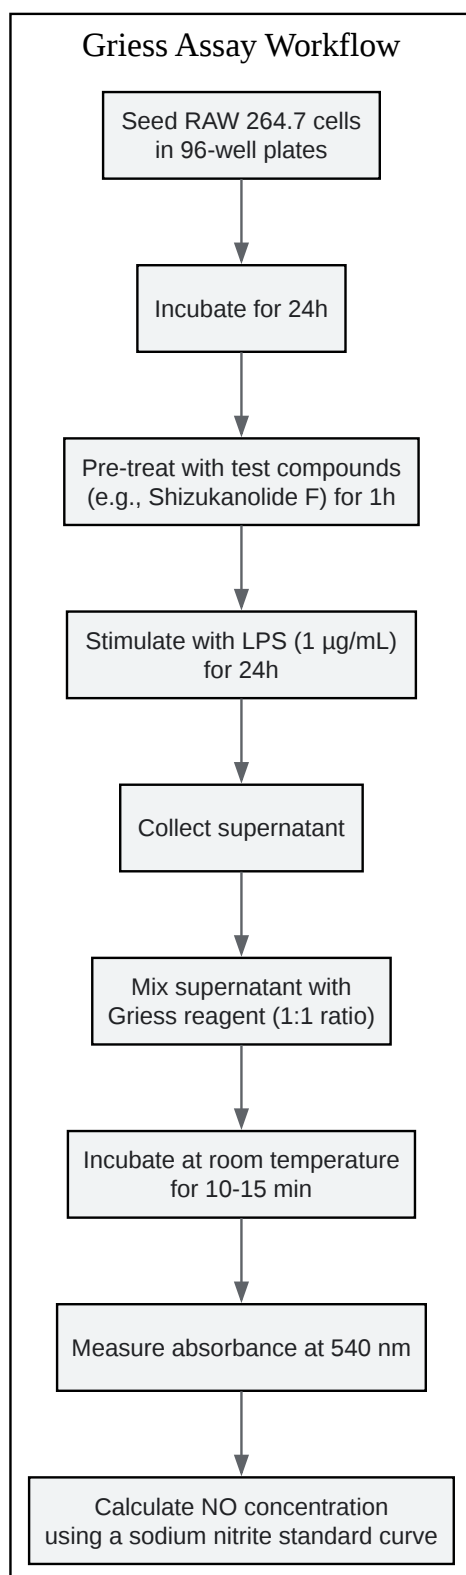 Griess Assay Workflow
Seed RAW 264.7 cells
in 96-well plates
Incubate for 24h
Pre-treat with test compounds
(e.g., Shizukanolide F) for 1h
Stimulate with LPS (1 µg/mL)
for 24h
Collect supernatant
Mix supernatant with
Griess reagent (1:1 ratio)
Incubate at room temperature
for 10-15 min
Measure absorbance at 540 nm
Calculate NO concentration
using a sodium nitrite standard curve